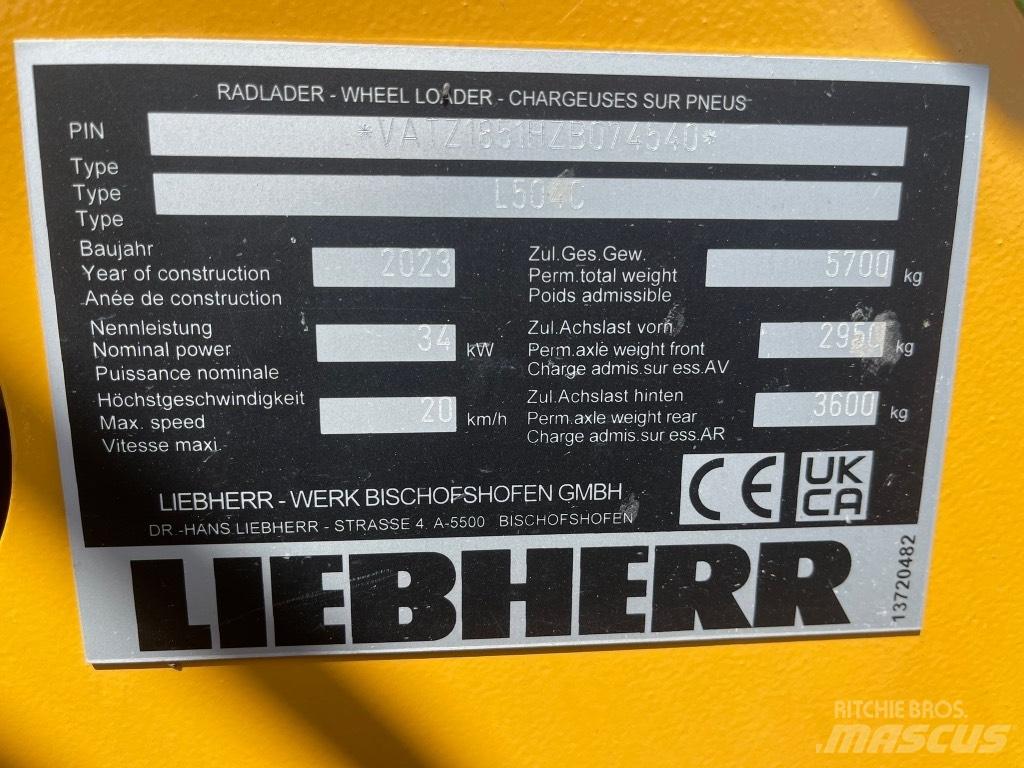 RADLADER - WHEEL LOADER - CHARGEUSES SUR PNEUS
PIN *VATZ1851HZB074540*
Type
Type L504C
Type
Baujahr
Year of construction 2023
Anée de construction
Zul.Ges.Gew.
Perm.total weight 5700 kg
Poids admissible
Nennleistung
Nominal power 34 kW
Puissance nominale
Zul.Achslast vorn
Perm.axle weight front 2950 kg
Charge admis.sur ess.AV
Höchstgeschwindigkeit
Max. speed 20 km/h
Vitesse maxi.
Zul.Achslast hinten
Perm.axle weight rear 3600 kg
Charge admis.sur ess.AR
LIEBHERR - WERK BISCHOFSHOFEN GMBH
DR.-HANS LIEBHERR - STRASSE 4. A-5500 BISCHOFSHOFEN
CE
UK
CA
LIEBHERR
13720482
RITCHIE BROS.
MASCUS